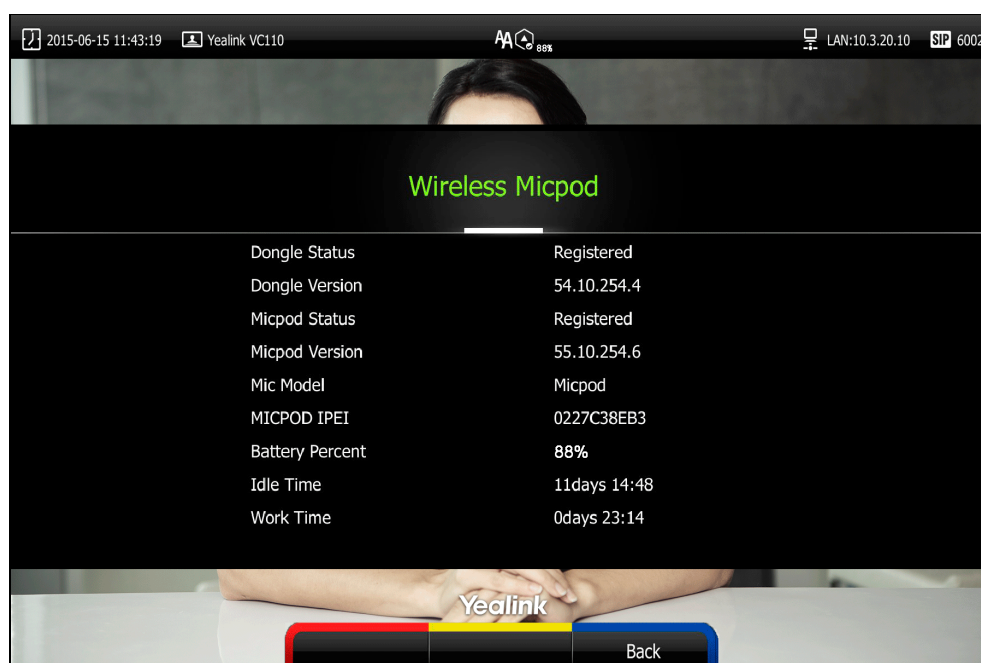 2015-06-15 11:43:19 Yealink VC110 AA 88% LAN:10.3.20.10 SIP 6002
Wireless Micpod
Dongle Status Registered
Dongle Version 54.10.254.4
Micpod Status Registered
Micpod Version 55.10.254.6
Mic Model Micpod
MICPOD IPEI 0227C38EB3
Battery Percent 88%
Idle Time 11days 14:48
Work Time 0days 23:14
Yealink
Back